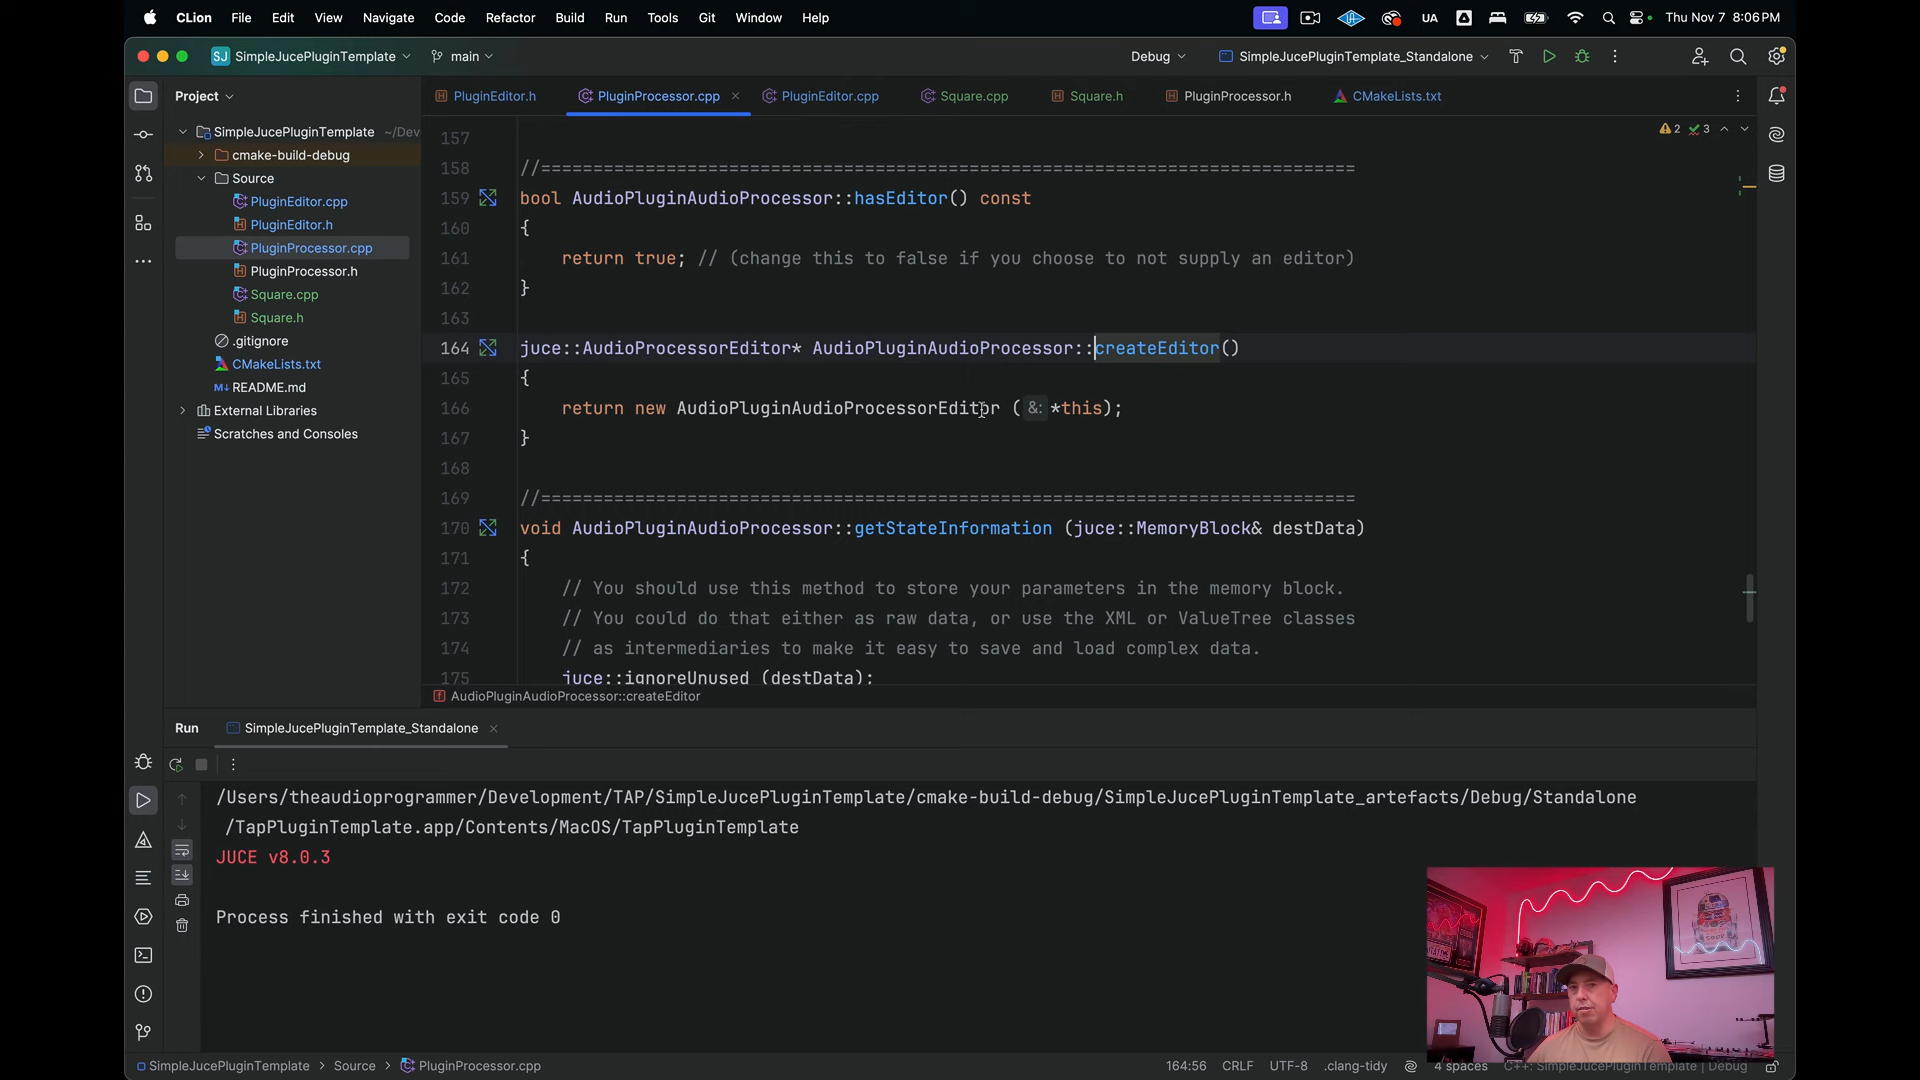 CLion File Edit View Navigate Code Refactor Build Run Tools Git Window Help UA Thu Nov 7 8:06 PM
SJ SimpleJucePluginTemplate main Debug SimpleJucePluginTemplate_Standalone
Project
PluginEditor.h PluginProcessor.cpp PluginEditor.cpp Square.cpp Square.h PluginProcessor.h CMakeLists.txt
SimpleJucePluginTemplate ~/Dev
cmake-build-debug
Source
PluginEditor.cpp
PluginEditor.h
PluginProcessor.cpp
PluginProcessor.h
Square.cpp
Square.h
.gitignore
CMakeLists.txt
README.md
External Libraries
Scratches and Consoles
2 3
157
158 //==============================================================================
159 bool AudioPluginAudioProcessor::hasEditor() const
160 {
161 return true; // (change this to false if you choose to not supply an editor)
162 }
163
164 juce::AudioProcessorEditor* AudioPluginAudioProcessor::createEditor()
165 {
166 return new AudioPluginAudioProcessorEditor ( &: *this);
167 }
168
169 //==============================================================================
170 void AudioPluginAudioProcessor::getStateInformation (juce::MemoryBlock& destData)
171 {
172 // You should use this method to store your parameters in the memory block.
173 // You could do that either as raw data, or use the XML or ValueTree classes
174 // as intermediaries to make it easy to save and load complex data.
175 juce::ignoreUnused (destData);
AudioPluginAudioProcessor::createEditor
Run SimpleJucePluginTemplate_Standalone
/Users/theaudioprogrammer/Development/TAP/SimpleJucePluginTemplate/cmake-build-debug/SimpleJucePluginTemplate_artefacts/Debug/Standalone
/TapPluginTemplate.app/Contents/MacOS/TapPluginTemplate
JUCE v8.0.3
Process finished with exit code 0
SimpleJucePluginTemplate > Source > PluginProcessor.cpp 164:56 CRLF UTF-8 .clang-tidy 4 spaces C++: SimpleJucePluginTemplate | Debug